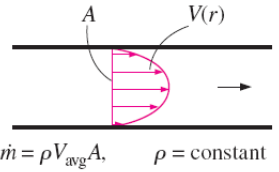 A V(r)
ṁ = ρV_avg A, ρ = constant